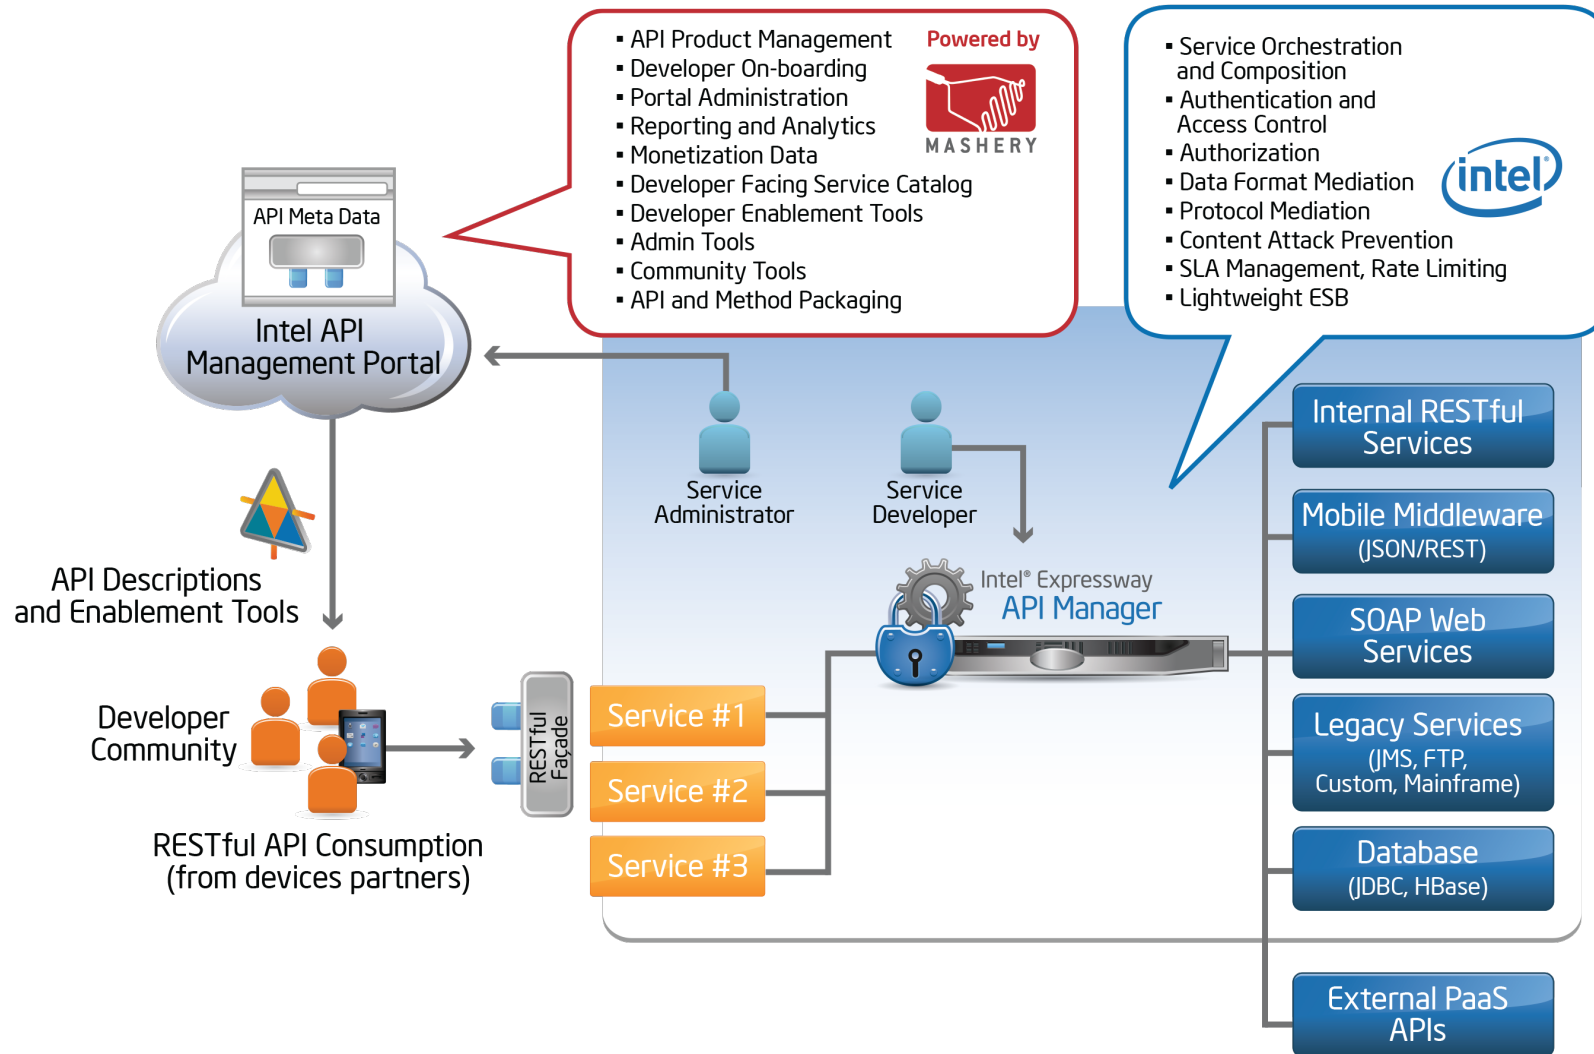 ▪ API Product Management
▪ Developer On-boarding
▪ Portal Administration
▪ Reporting and Analytics
▪ Monetization Data
▪ Developer Facing Service Catalog
▪ Developer Enablement Tools
▪ Admin Tools
▪ Community Tools
▪ API and Method Packaging
Powered by
MASHERY
▪ Service Orchestration
and Composition
▪ Authentication and
Access Control
▪ Authorization
▪ Data Format Mediation
▪ Protocol Mediation
▪ Content Attack Prevention
▪ SLA Management, Rate Limiting
▪ Lightweight ESB
intel®
API Meta Data
Intel API
Management Portal
Service
Administrator
Service
Developer
API Descriptions
and Enablement Tools
Intel® Expressway
API Manager
Developer
Community
RESTful API Consumption
(from devices partners)
RESTful
Façade
Service #1
Service #2
Service #3
Internal RESTful
Services
Mobile Middleware
(JSON/REST)
SOAP Web
Services
Legacy Services
(JMS, FTP,
Custom, Mainframe)
Database
(JDBC, HBase)
External PaaS
APIs